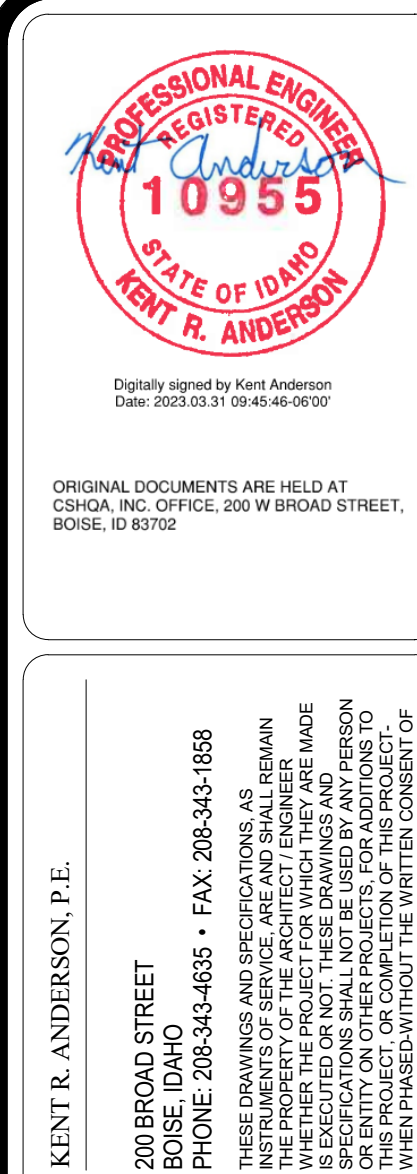 PROFESSIONAL ENGINEER
REGISTERED
Kent Anderson
10955
STATE OF IDAHO
KENT R. ANDERSON
Digitally signed by Kent Anderson
Date: 2023.03.31 09:45:46-06'00'
ORIGINAL DOCUMENTS ARE HELD AT
CSHQA, INC. OFFICE, 200 W BROAD STREET,
BOISE, ID 83702
KENT R. ANDERSON, P.E.
200 BROAD STREET
BOISE, IDAHO
PHONE: 208-343-4635 • FAX: 208-343-1858
THESE DRAWINGS AND SPECIFICATIONS, AS
INSTRUMENTS OF SERVICE, ARE AND SHALL REMAIN
THE PROPERTY OF THE ARCHITECT / ENGINEER
WHETHER THE PROJECT FOR WHICH THEY ARE MADE
IS EXECUTED OR NOT. THESE DRAWINGS AND
SPECIFICATIONS SHALL NOT BE USED BY ANY PERSON
OR ENTITY ON OTHER PROJECTS, FOR ADDITIONS TO
THIS PROJECT, OR COMPLETION OF THIS PROJECT-
WHEN PHASED-WITHOUT THE WRITTEN CONSENT OF